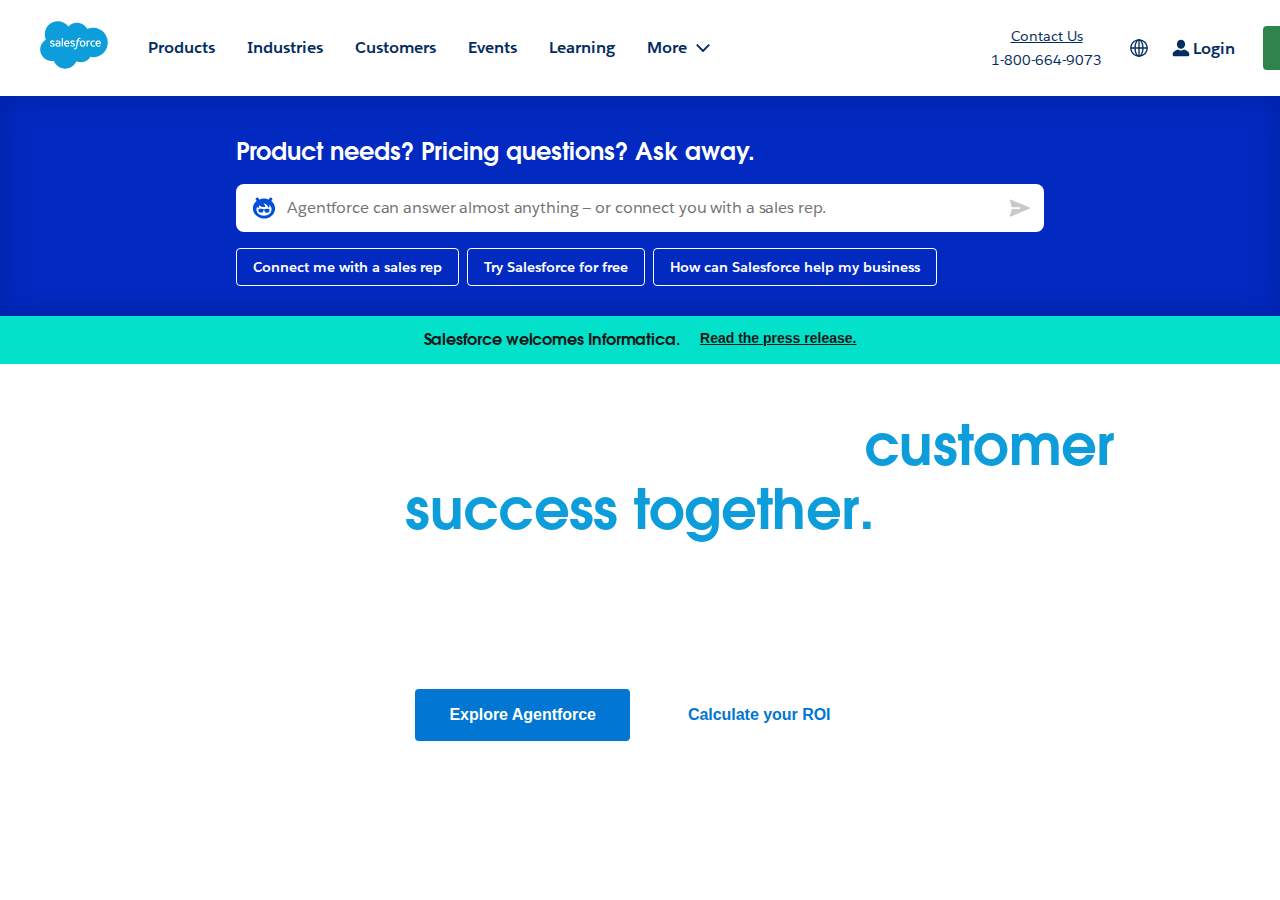 salesforce
Products Industries Customers Events Learning More
Contact Us
1-800-664-9073
Login
Product needs? Pricing questions? Ask away.
Agentforce can answer almost anything – or connect you with a sales rep.
Connect me with a sales rep Try Salesforce for free How can Salesforce help my business
Salesforce welcomes Informatica. Read the press release.
customer
success together.
Explore Agentforce Calculate your ROI